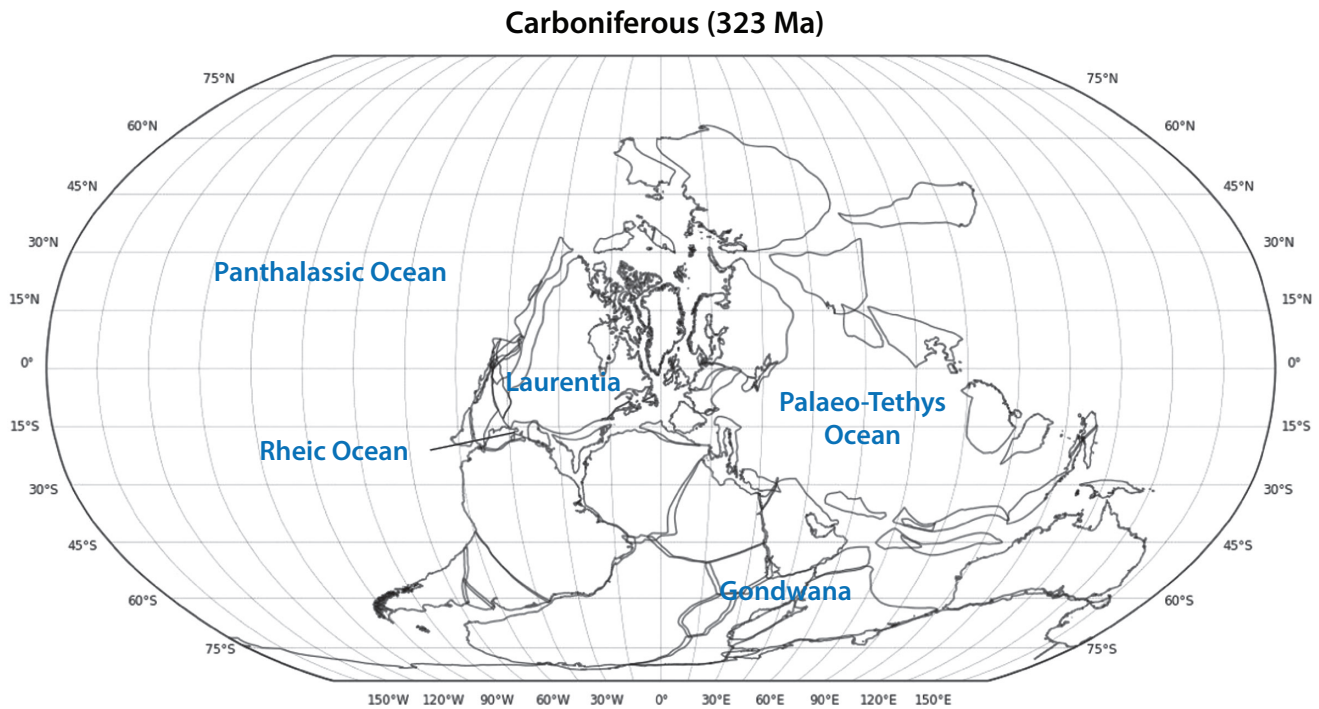 Carboniferous (323 Ma)
75°N 75°N
60°N 60°N
45°N 45°N
30°N 30°N
Panthalassic Ocean
15°N 15°N
0° 0°
Laurentia
Palaeo-Tethys
Ocean
15°S 15°S
Rheic Ocean
30°S 30°S
45°S 45°S
Gondwana
60°S 60°S
75°S 75°S
150°W 120°W 90°W 60°W 30°W 0° 30°E 60°E 90°E 120°E 150°E